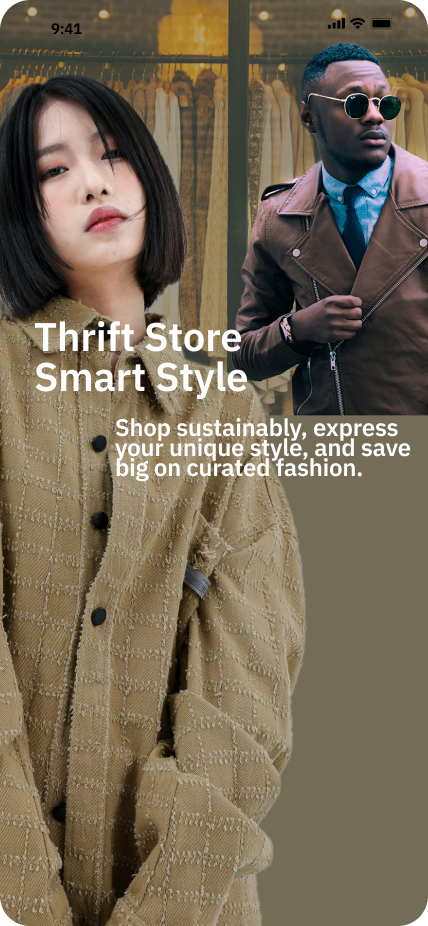 9:41
Thrift Store
Smart Style
Shop sustainably, express
your unique style, and save
big on curated fashion.